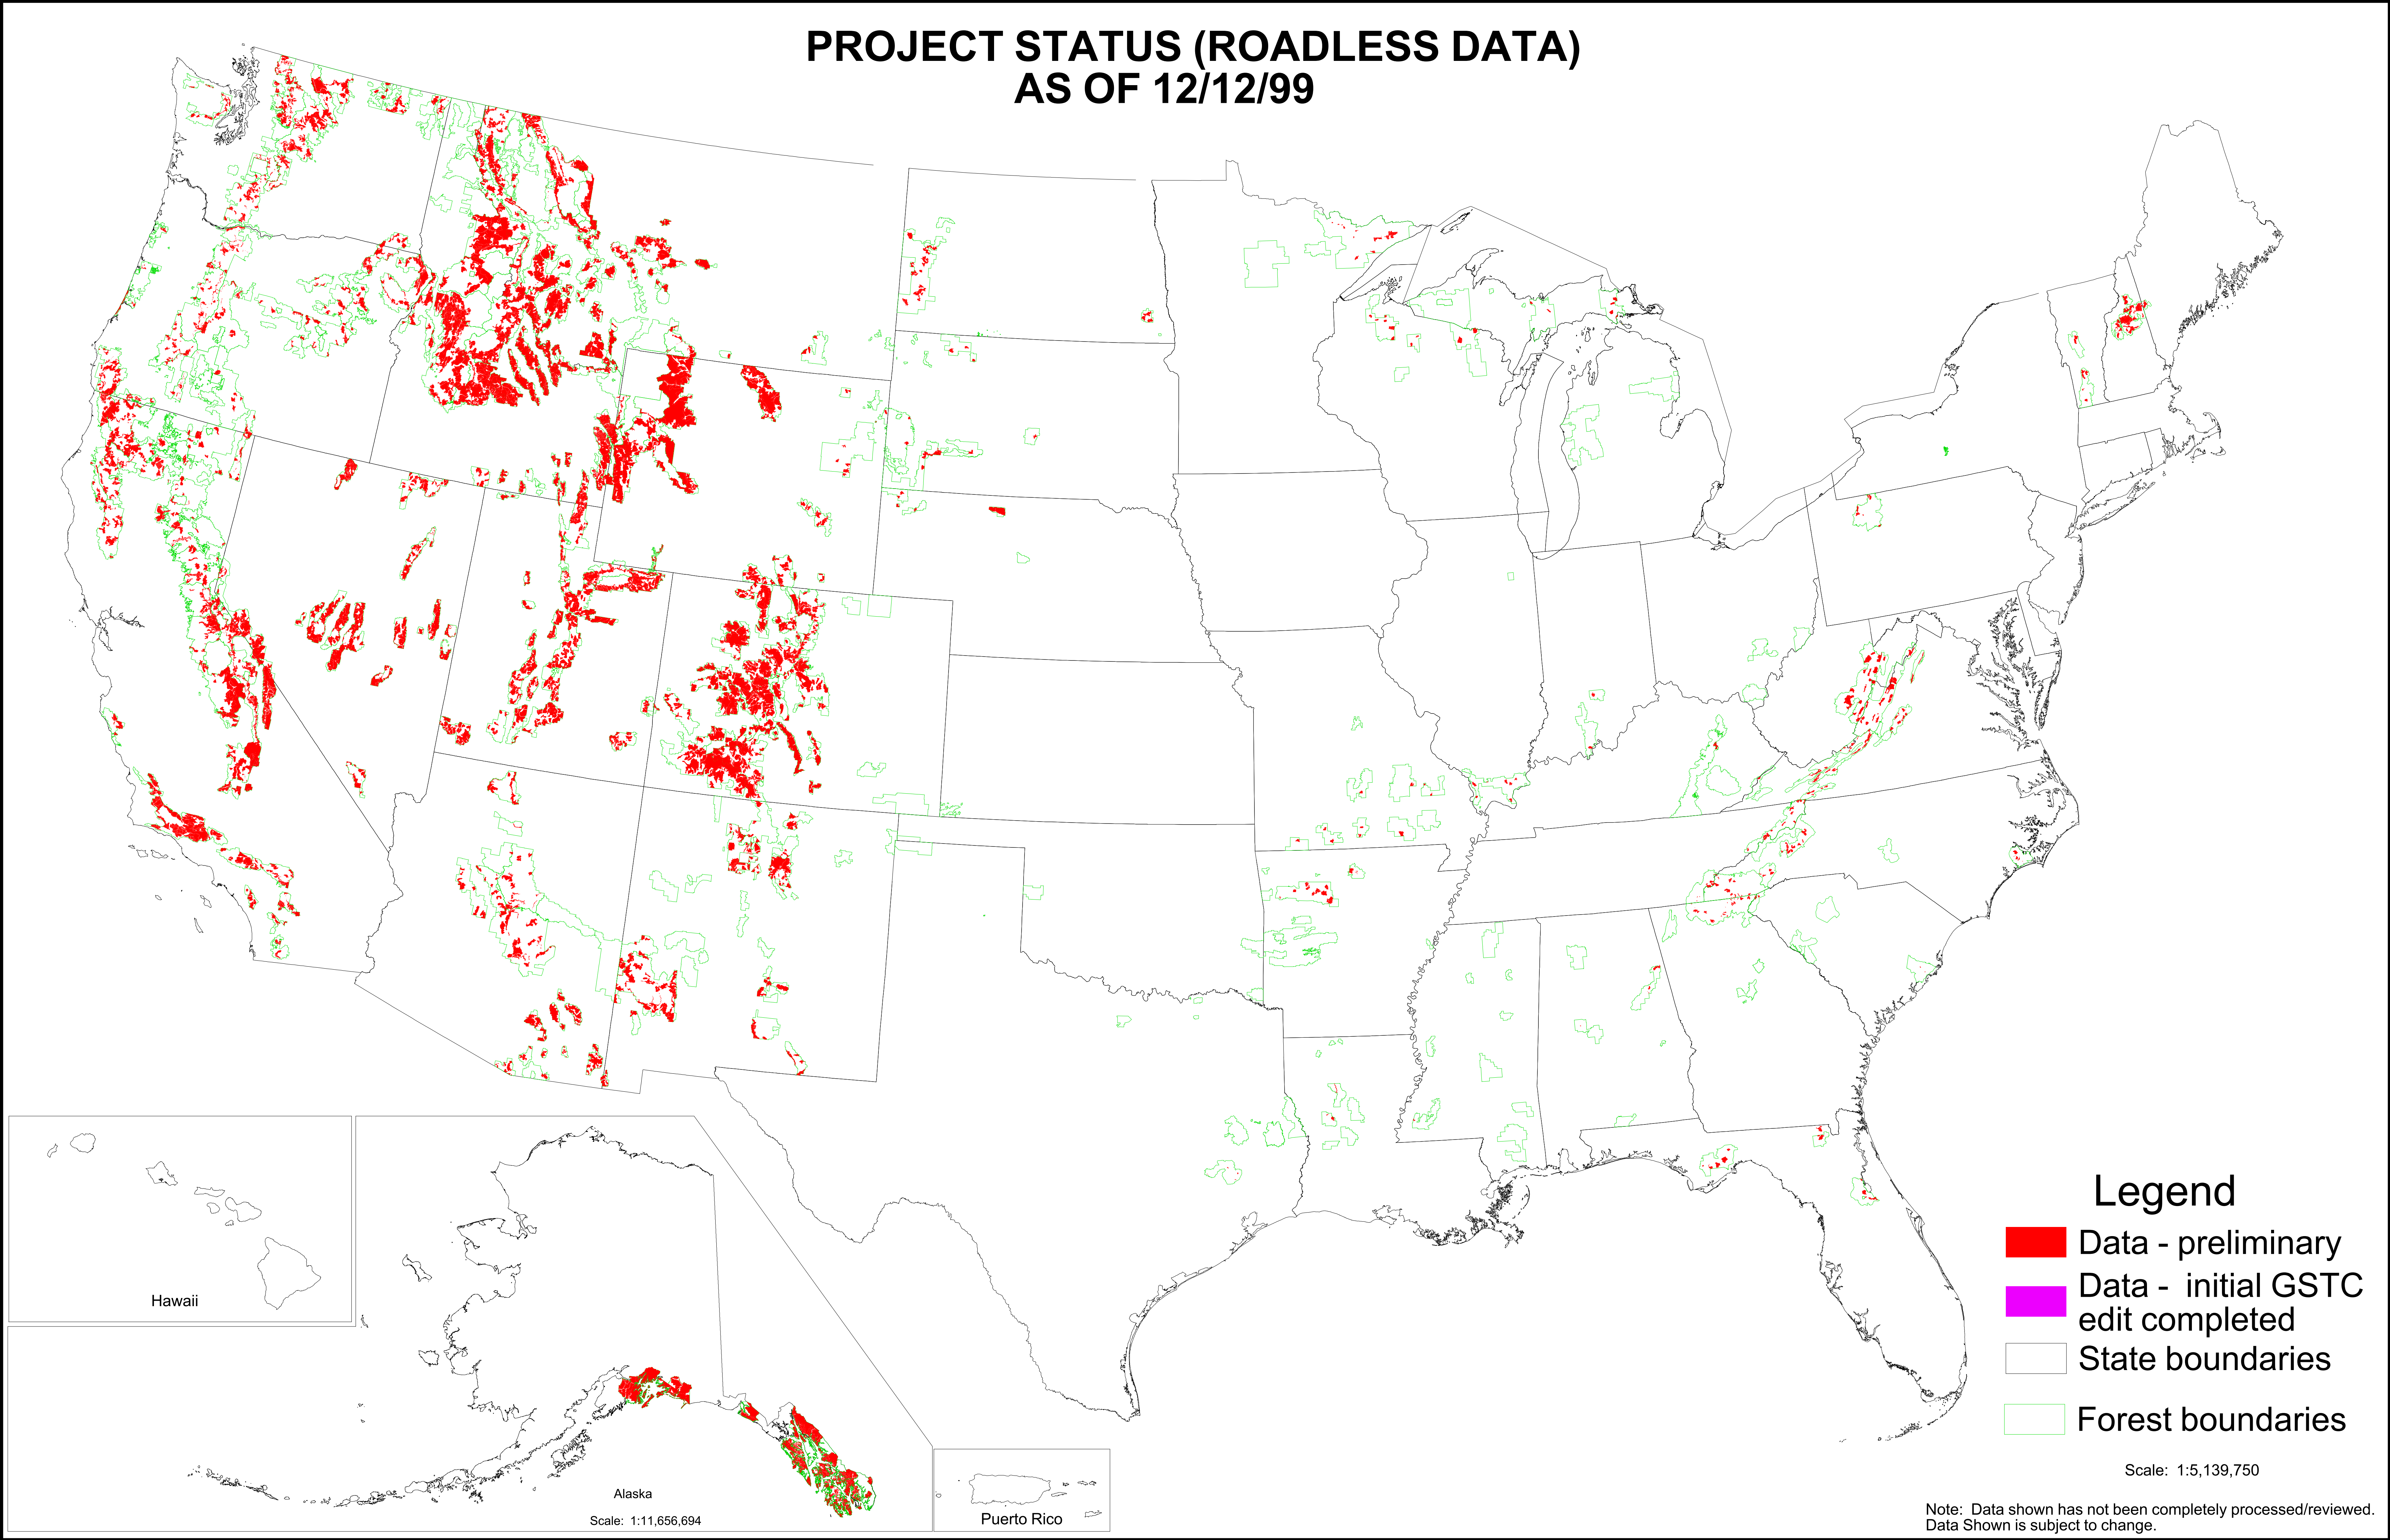 PROJECT STATUS (ROADLESS DATA)
AS OF 12/12/99
Legend
Data - preliminary
Data -  initial GSTC
edit completed
State boundaries
Forest boundaries
Scale:  1:5,139,750
Note:  Data shown has not been completely processed/reviewed.
Data Shown is subject to change.
Hawaii
Alaska
Scale:  1:11,656,694
Puerto Rico